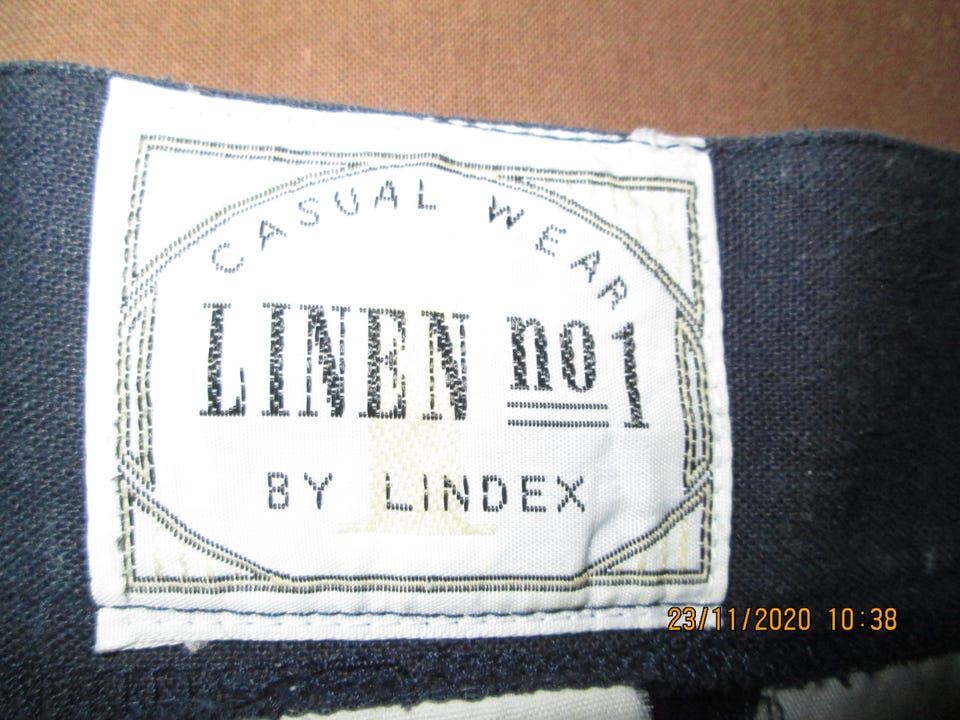 CASUAL WEAR
LINEN no 1
BY LINDEX
23/11/2020 10:38